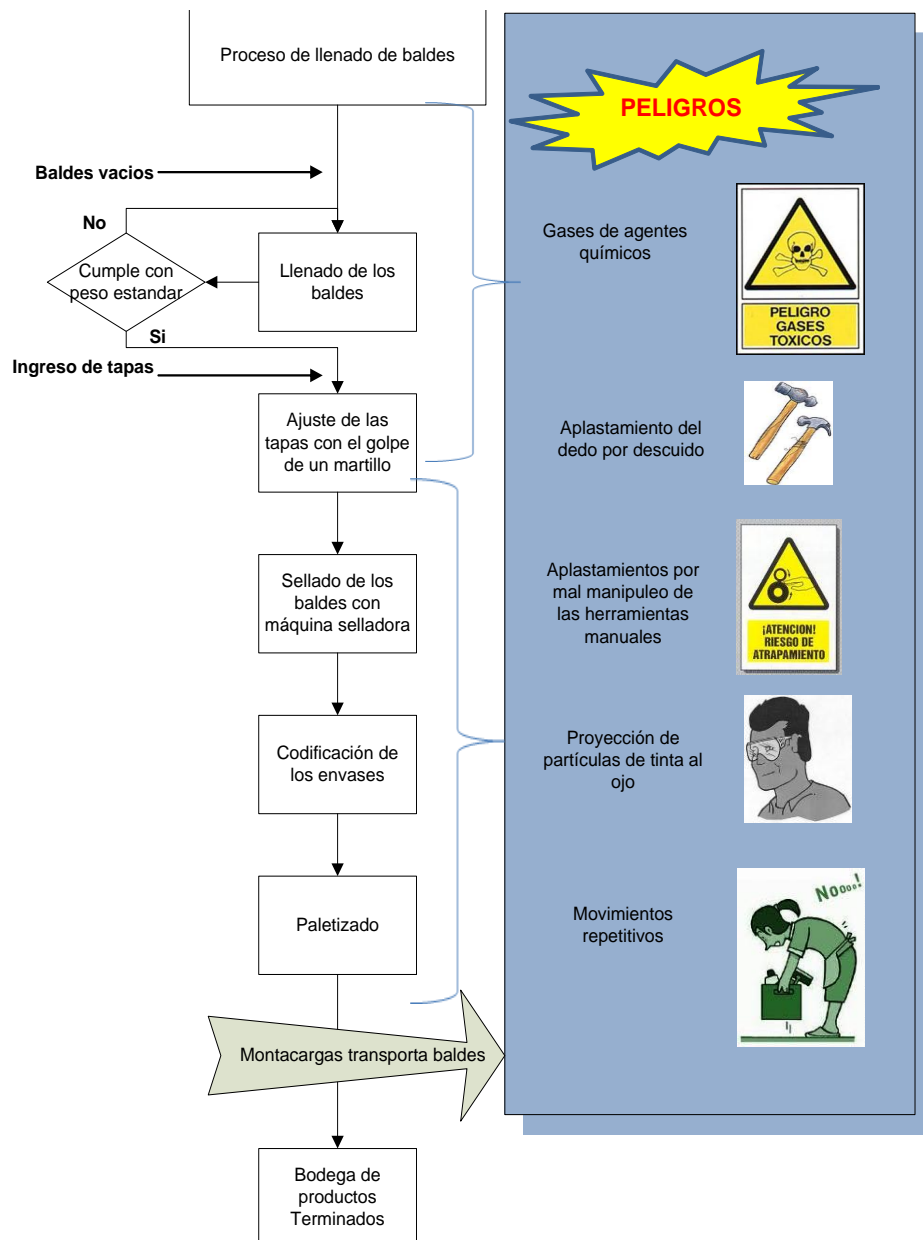 Proceso de llenado de baldes
Baldes vacios
No
Cumple con
peso estandar
Llenado de los
baldes
Si
Ingreso de tapas
Ajuste de las
tapas con el golpe
de un martillo
Sellado de los
baldes con
máquina selladora
Codificación de
los envases
Paletizado
Montacargas transporta baldes
Bodega de
productos
Terminados
PELIGROS
Gases de agentes
químicos
PELIGRO
GASES
TOXICOS
Aplastamiento del
dedo por descuido
Aplastamientos por
mal manipuleo de
las herramientas
manuales
¡ATENCION!
RIESGO DE
ATRAPAMIENTO
Proyección de
partículas de tinta al
ojo
Movimientos
repetitivos
NOoooo!